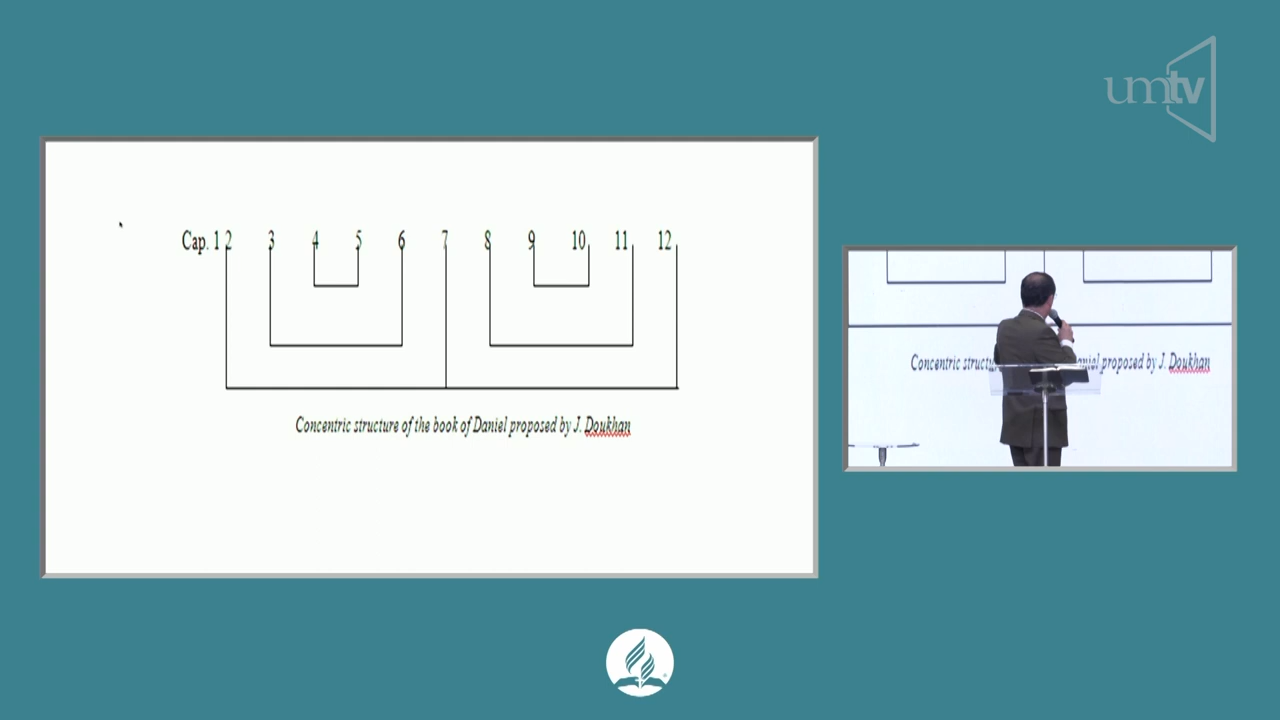 umtv
Cap. 1 2 3 4 5 6 7 8 9 10 11 12
Concentric structure of the book of Daniel proposed by J. Doukhan
Concentric structu aniel proposed by J. Doukhan